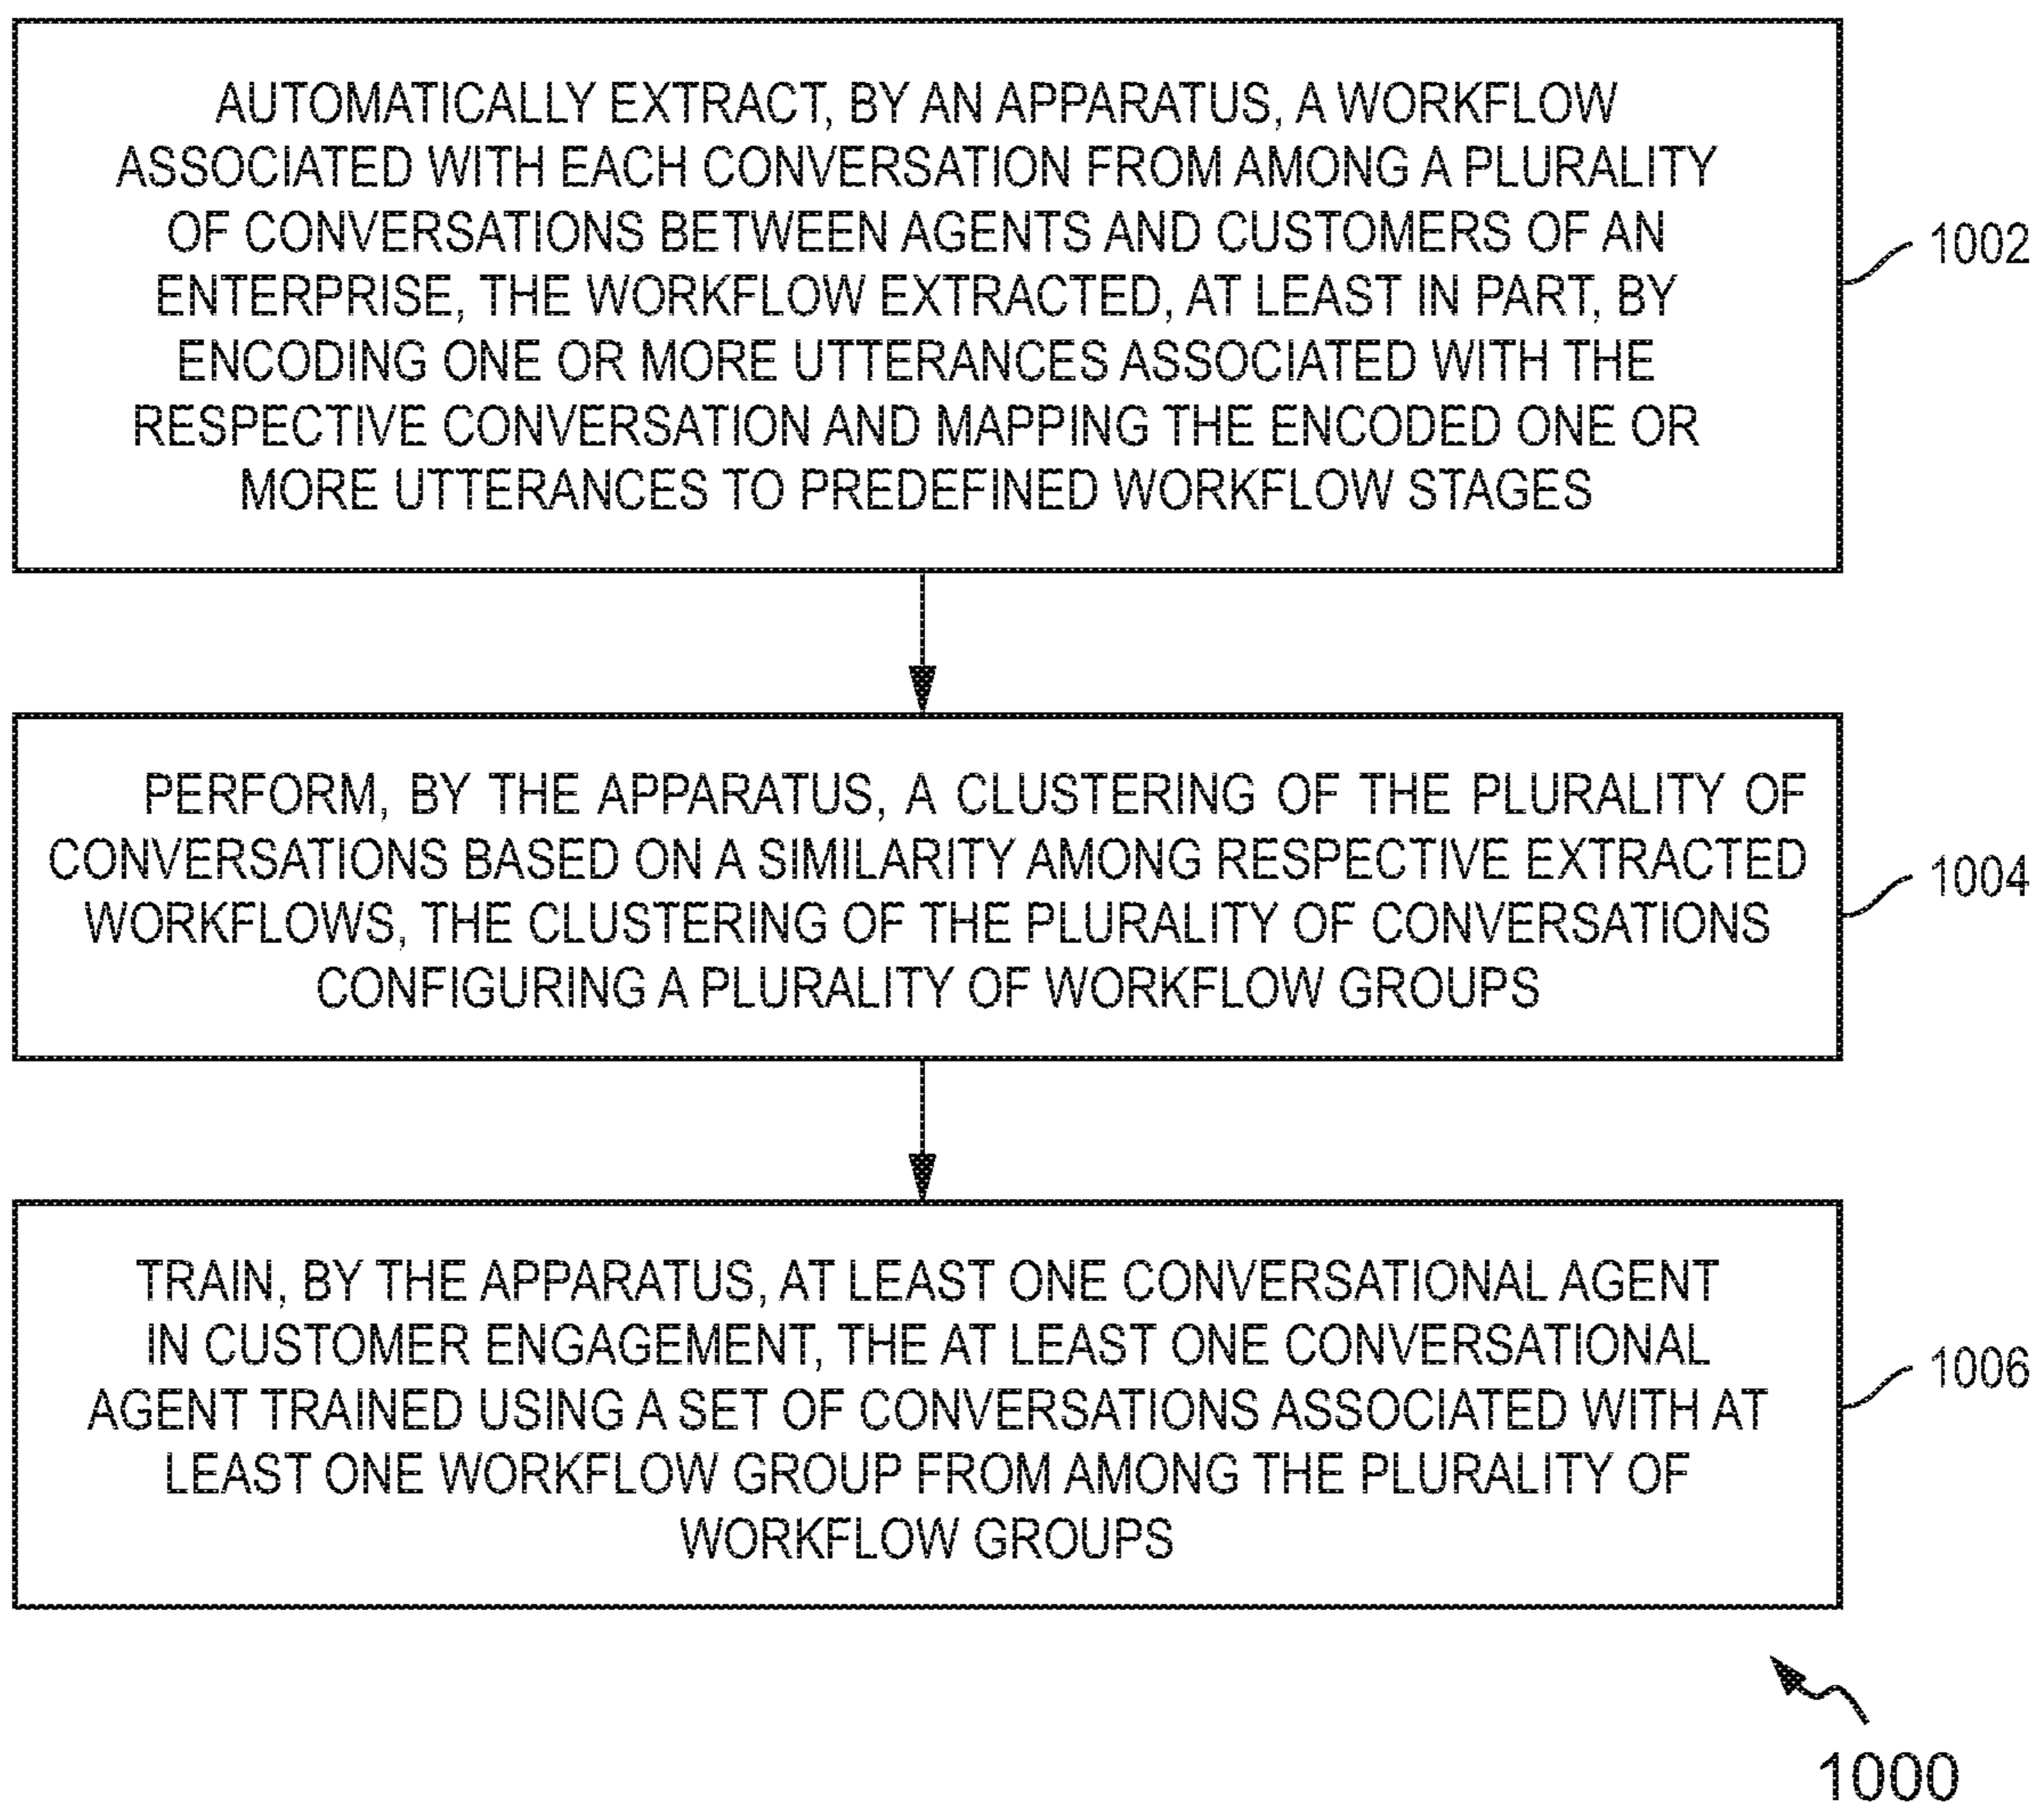 AUTOMATICALLY EXTRACT, BY AN APPARATUS, A WORKFLOW
ASSOCIATED WITH EACH CONVERSATION FROM AMONG A PLURALITY
OF CONVERSATIONS BETWEEN AGENTS AND CUSTOMERS OF AN
ENTERPRISE, THE WORKFLOW EXTRACTED, AT LEAST IN PART, BY
ENCODING ONE OR MORE UTTERANCES ASSOCIATED WITH THE
RESPECTIVE CONVERSATION AND MAPPING THE ENCODED ONE OR
MORE UTTERANCES TO PREDEFINED WORKFLOW STAGES
1002
PERFORM, BY THE APPARATUS, A CLUSTERING OF THE PLURALITY OF
CONVERSATIONS BASED ON A SIMILARITY AMONG RESPECTIVE EXTRACTED
WORKFLOWS, THE CLUSTERING OF THE PLURALITY OF CONVERSATIONS
CONFIGURING A PLURALITY OF WORKFLOW GROUPS
1004
TRAIN, BY THE APPARATUS, AT LEAST ONE CONVERSATIONAL AGENT
IN CUSTOMER ENGAGEMENT, THE AT LEAST ONE CONVERSATIONAL
AGENT TRAINED USING A SET OF CONVERSATIONS ASSOCIATED WITH AT
LEAST ONE WORKFLOW GROUP FROM AMONG THE PLURALITY OF
WORKFLOW GROUPS
1006
1000